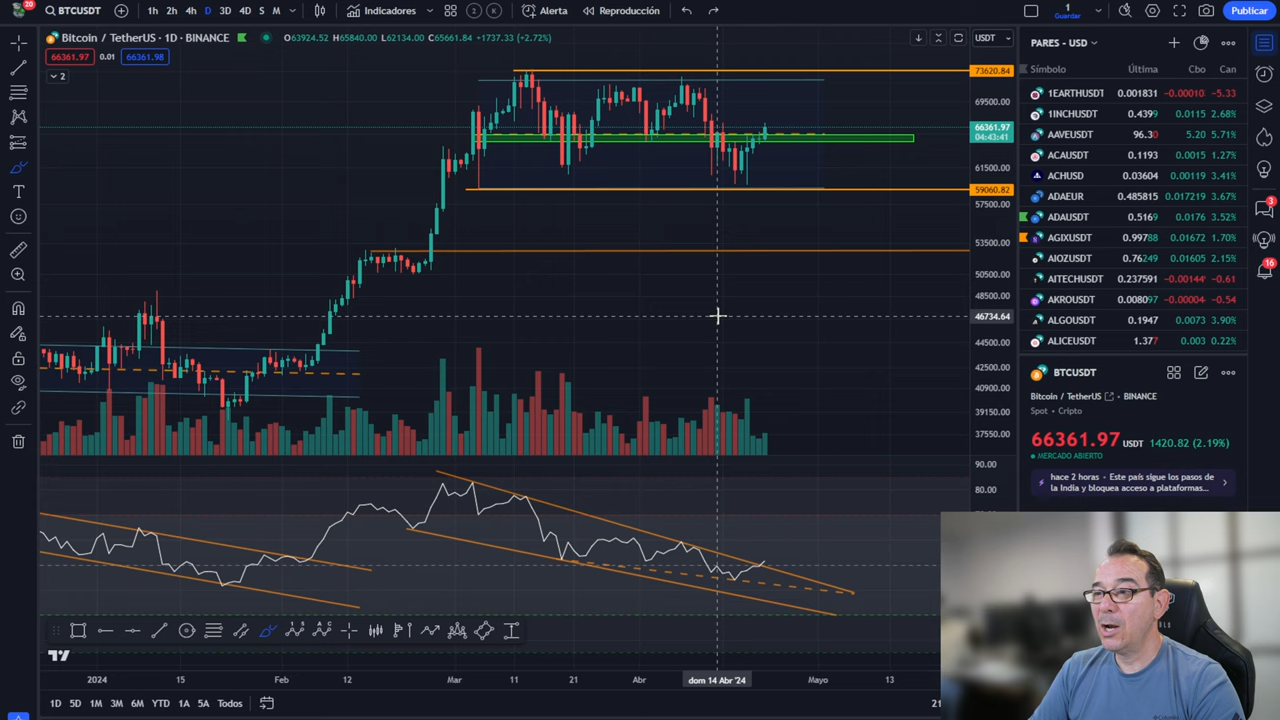 20 BTCUSDT 1h 2h 4h D 3D 4D S M Indicadores Alerta Reproducción 1 Guardar Publicar
Bitcoin / TetherUS · 1D · BINANCE O63924.52 H65840.00 L62134.00 C65661.84 +1737.33 (+2.72%) USDT
66361.97 0.01 66361.98
2
73620.84
69500.00
66361.97
04:43:41
61500.00
59060.82
57500.00
53500.00
50500.00
48500.00
46734.64
44500.00
42500.00
40900.00
39150.00
37550.00
90.00
80.00
2024 15 Feb 12 Mar 11 21 Abr dom 14 Abr '24 Mayo 13
1D 5D 1M 3M 6M YTD 1A 5A Todos 21
PARES - USD
Símbolo Última Cbo Can
1EARTHUSDT 0.001831 -0.00010 -5.33
1INCHUSDT 0.4399 0.0115 2.68%
AAVEUSDT 96.30 5.20 5.71%
ACAUSDT 0.1193 0.0015 1.27%
ACHUSD 0.03604 0.00119 3.41%
ADAEUR 0.485815 0.017219 3.67%
ADAUSDT 0.5169 0.0176 3.52%
AGIXUSDT 0.99788 0.01672 1.70%
AIOZUSDT 0.76249 0.01605 2.15%
AITECHUSDT 0.237591 -0.00144 -0.61
AKROUSDT 0.008097 -0.00004 -0.54
ALGOUSDT 0.1947 0.0073 3.90%
ALICEUSDT 1.377 0.003 0.22%
BTCUSDT
Bitcoin / TetherUS BINANCE
Spot • Cripto
66361.97 USDT 1420.82 (2.19%)
MERCADO ABIERTO
hace 2 horas • Este país sigue los pasos de
la India y bloquea acceso a plataformas...
3
16